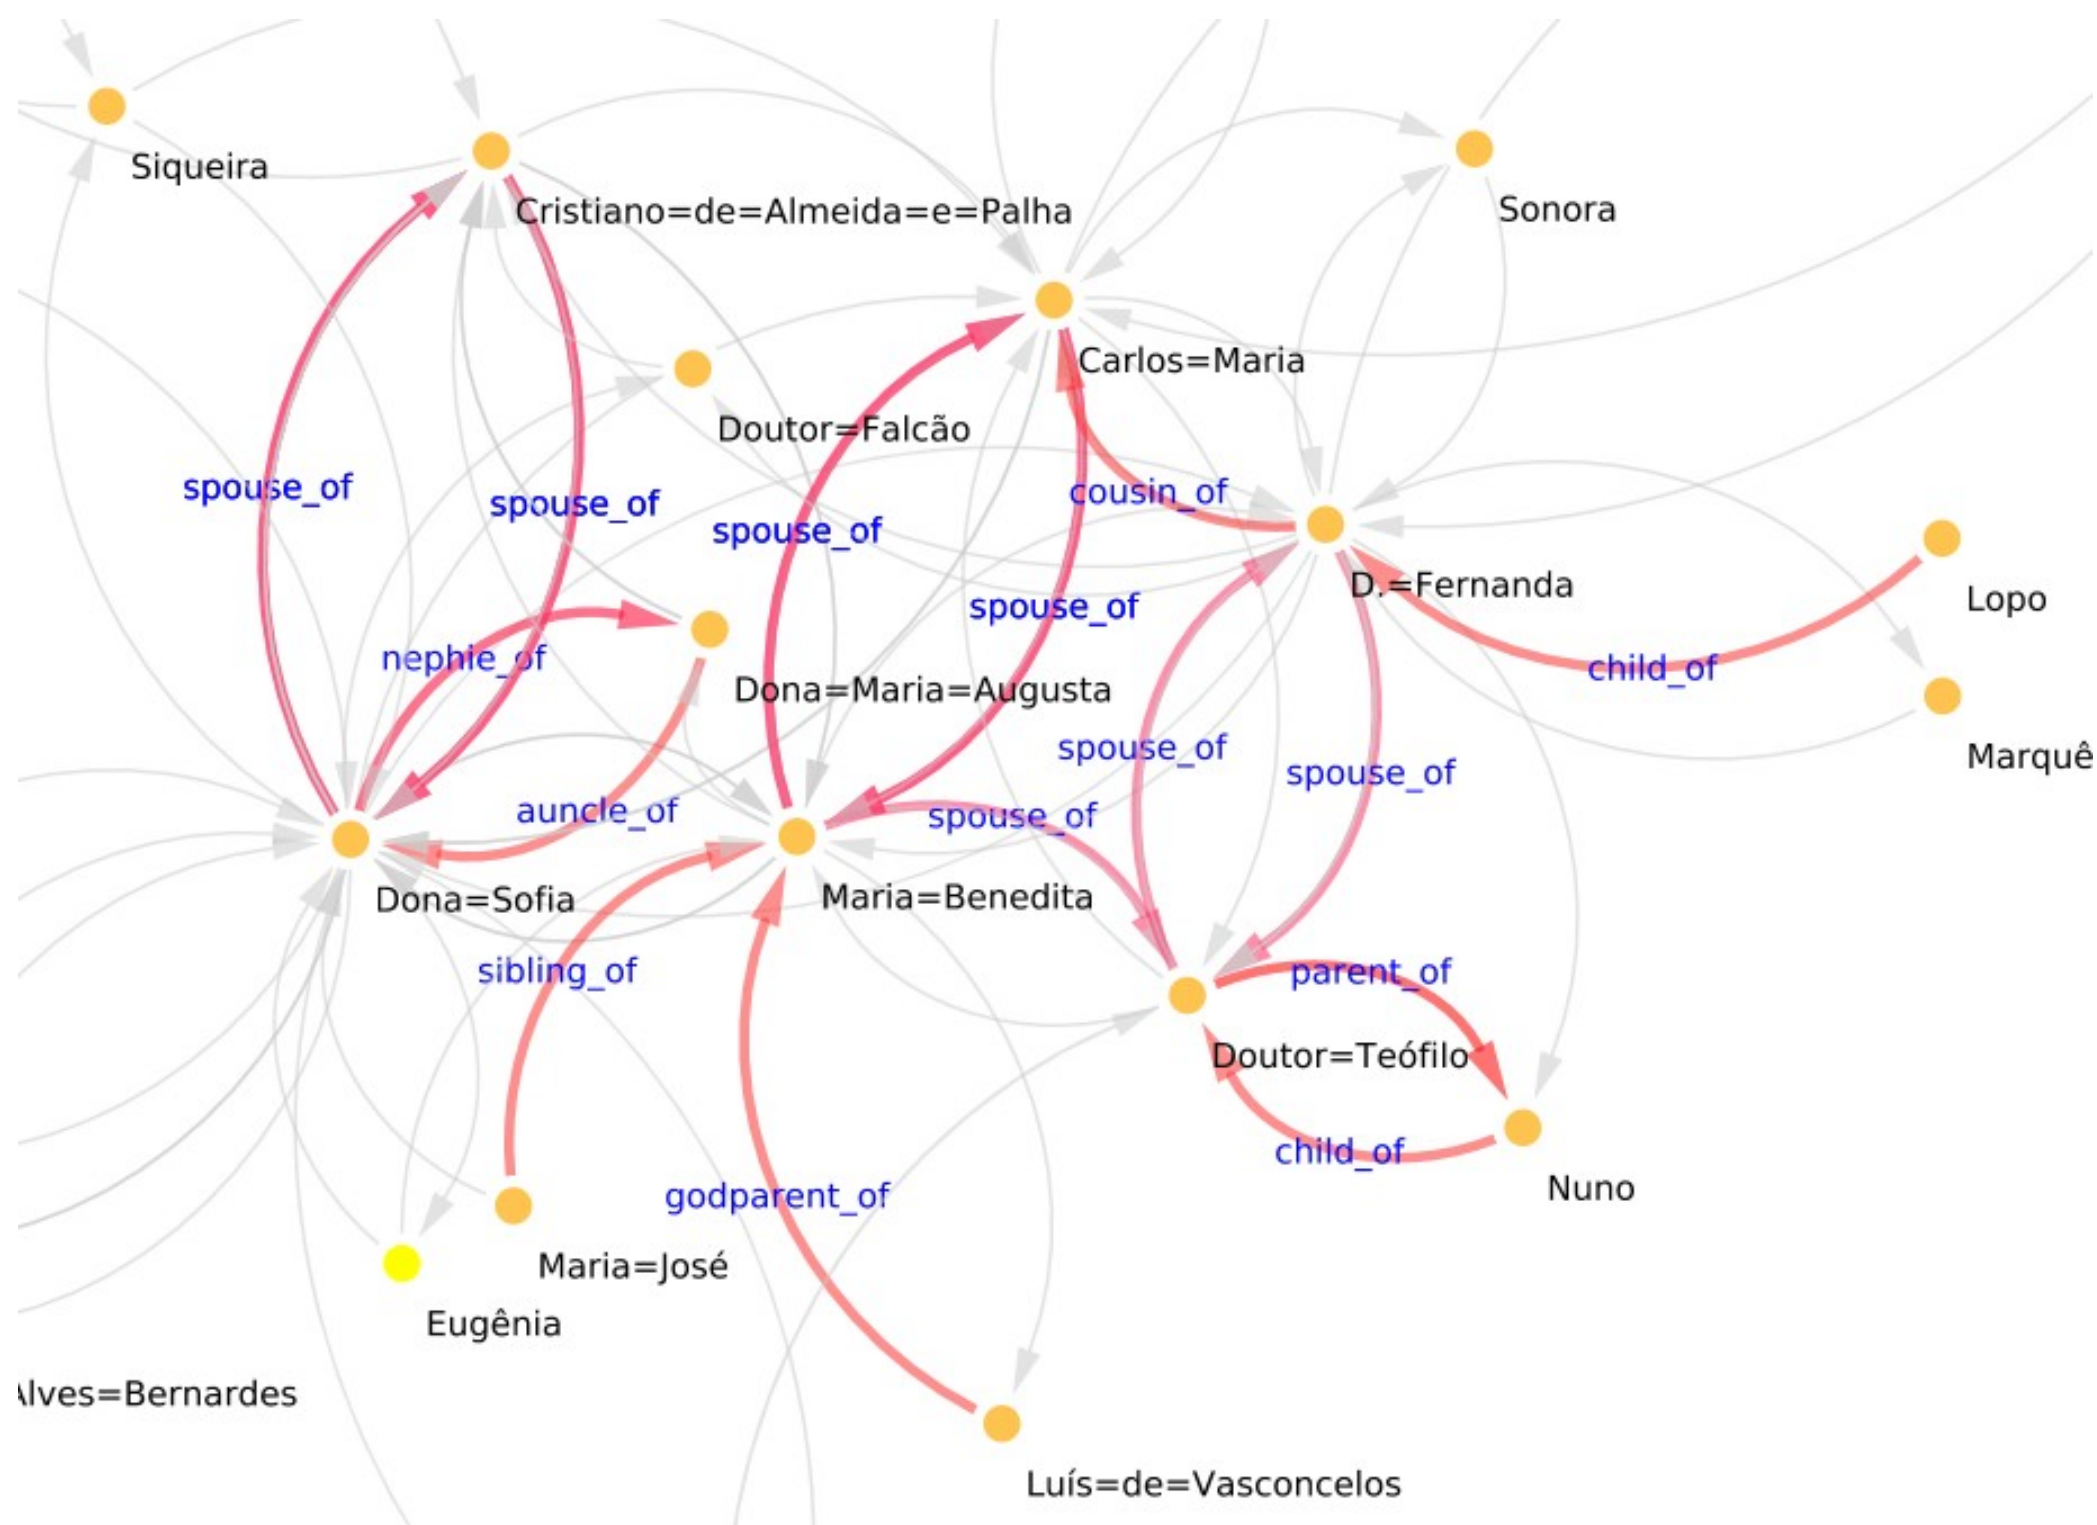 Siqueira
Cristiano=de=Almeida=e=Palha
Sonora
Carlos=Maria
Doutor=Falcão
spouse_of
spouse_of
spouse_of
cousin_of
D.=Fernanda
Lopo
spouse_of
nephie_of
child_of
Dona=Maria=Augusta
spouse_of
spouse_of
Marquê
auncle_of
spouse_of
Dona=Sofia
Maria=Benedita
sibling_of
parent_of
Doutor=Teófilo
child_of
Nuno
godparent_of
Maria=José
Eugênia
Alves=Bernardes
Luís=de=Vasconcelos